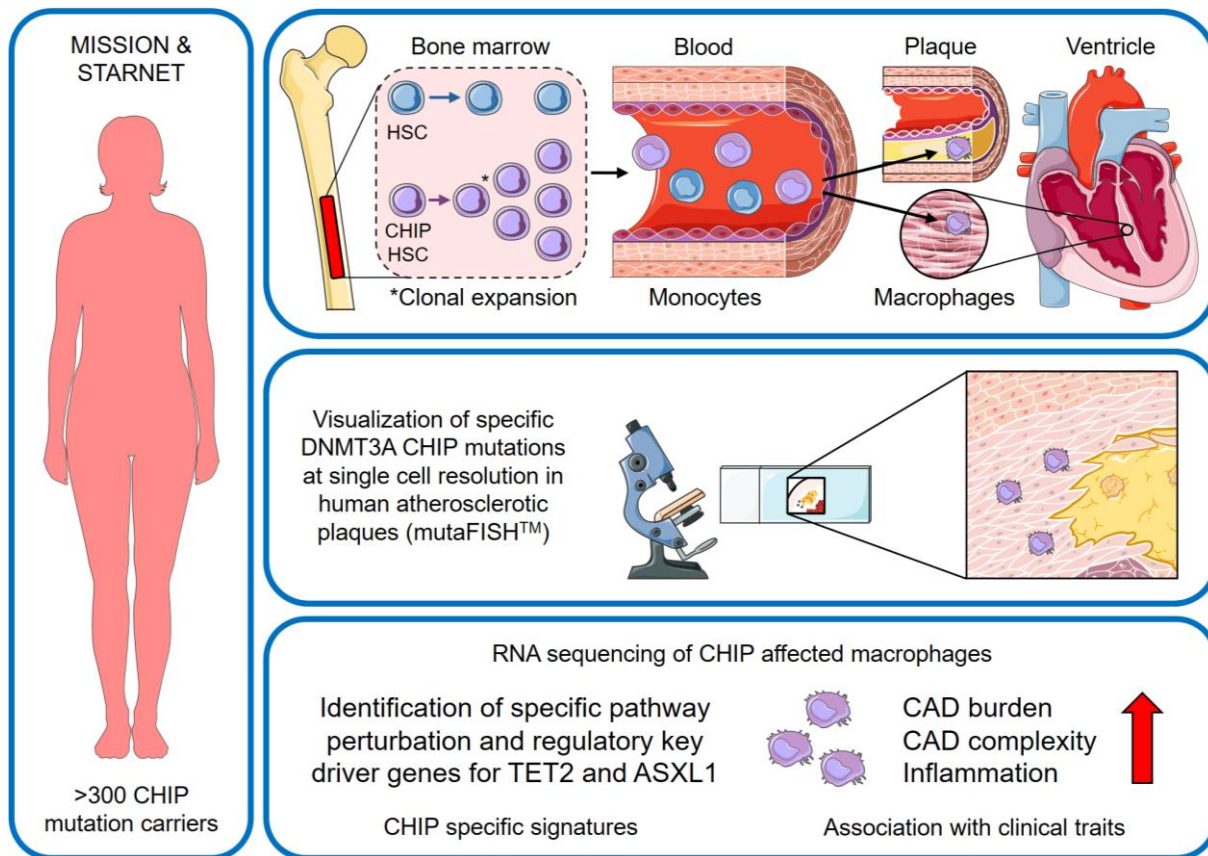 MISSION &
STARNET
>300 CHIP
mutation carriers
Bone marrow
Blood
Plaque
Ventricle
HSC
*
CHIP
HSC
*Clonal expansion
Monocytes
Macrophages
Visualization of specific
DNMT3A CHIP mutations
at single cell resolution in
human atherosclerotic
plaques (mutaFISH™)
RNA sequencing of CHIP affected macrophages
Identification of specific pathway
perturbation and regulatory key
driver genes for TET2 and ASXL1
CAD burden
CAD complexity
Inflammation
CHIP specific signatures
Association with clinical traits